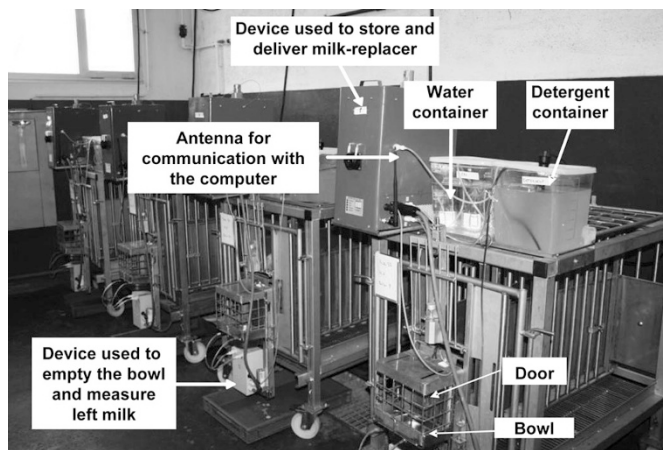 Device used to store and
deliver milk-replacer
Water
container
Detergent
container
Antenna for
communication with
the computer
Device used to
empty the bowl
and measure
left milk
Door
Bowl